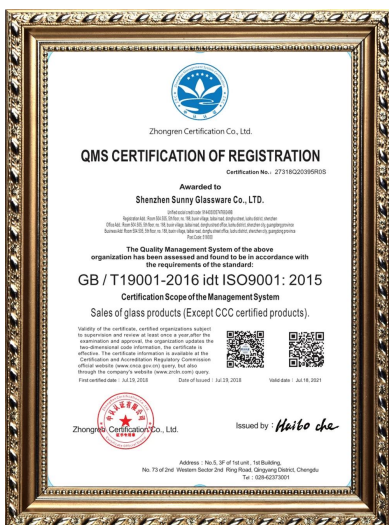 Zhongren Certification Co., Ltd.
QMS CERTIFICATION OF REGISTRATION
Certification No.: 27318Q20395R0S
Awarded to
Shenzhen Sunny Glassware Co., LTD.
The Quality Management System of the above
organization has been assessed and found to be in accordance with
the requirements of the standard:
GB / T19001-2016 idt ISO9001: 2015
Certification Scope of the Management System
Sales of glass products (Except CCC certified products).
Validity of the certificate, certified organizations subject
to supervision and review at least once a year,after the
examination and approval, the organization updates the
two-dimensional code information, the certificate is
effective. The certificate information is available at the
Certification and Accreditation Regulatory Commission
official website (www.cnca.gov.cn) query, but also
through the company's website (www.zrcln.com) query.
First certified date : Jul.19, 2018
Date of Issued : Jul.19, 2018
Valid date : Jul.18, 2021
Zhongren Certification Co., Ltd.
Issued by : Haibo che
Address : No.5, 3F of 1st unit , 1st Building,
No. 73 of 2nd Western Sector 2nd Ring Road, Qingyang District, Chengdu
Tel : 028-62373001